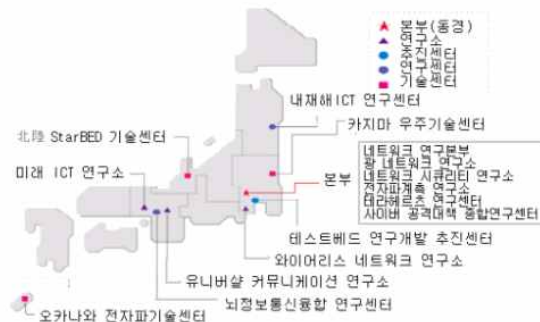 본부(동경)
연구소
추진센터
연구센터
기술센터
내재해ICT 연구센터
北陸 StarBED 기술센터
카지마 우주기술센터
미래 ICT 연구소
본부
네트워크 연구본부
광 네트워크 연구소
네트워크 시큐리티 연구소
전자파계측 연구소
테라헤르츠 연구센터
사이버 공격대책 종합연구센터
테스트베드 연구개발 추진센터
와이어리스 네트워크 연구소
유니버샬 커뮤니케이션 연구소
뇌정보통신융합 연구센터
오카나와 전자파기술센터